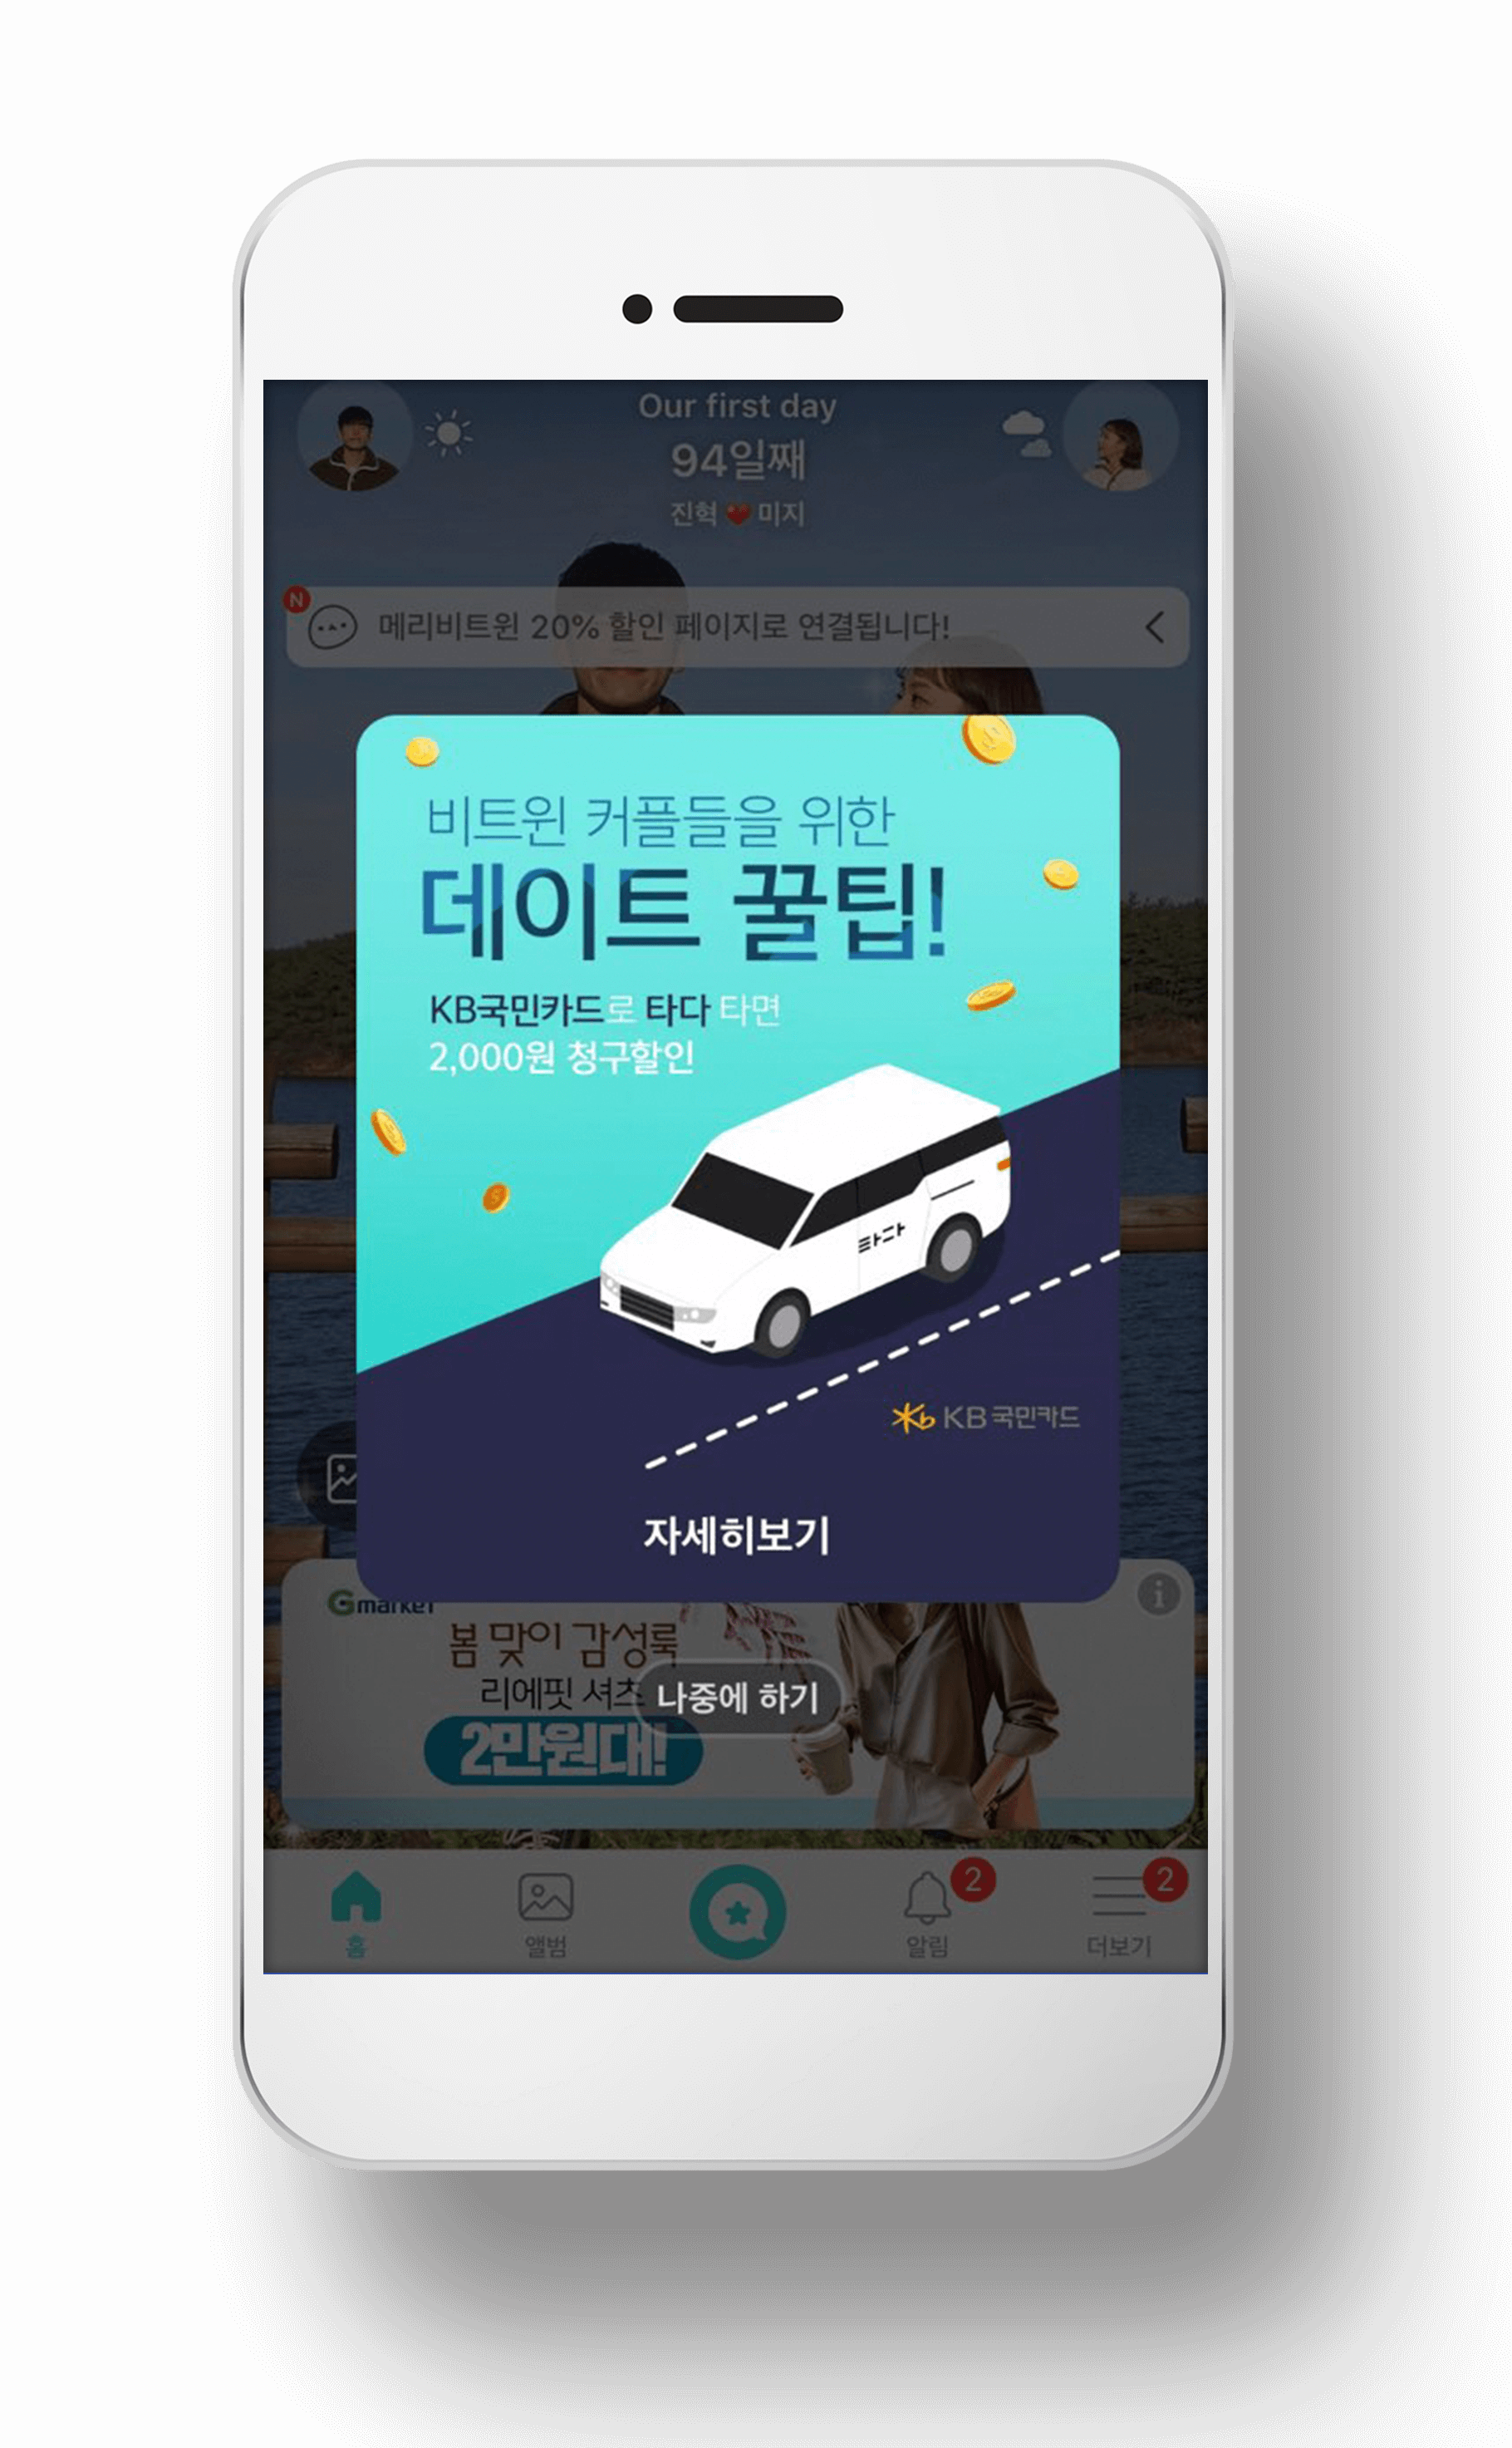 Our first day
94일째
진혁 ❤️ 미지
N
메리비트윈 20% 할인 페이지로 연결됩니다!
비트윈 커플들을 위한
데이트 꿀팁!
KB국민카드로 타다 타면
2,000원 청구할인
타다
KB국민카드
자세히보기
Gmarket
봄 맞이 감성룩
리에핏 셔츠
나중에 하기
2만원대!
2
2
홈
앨범
알림
더보기